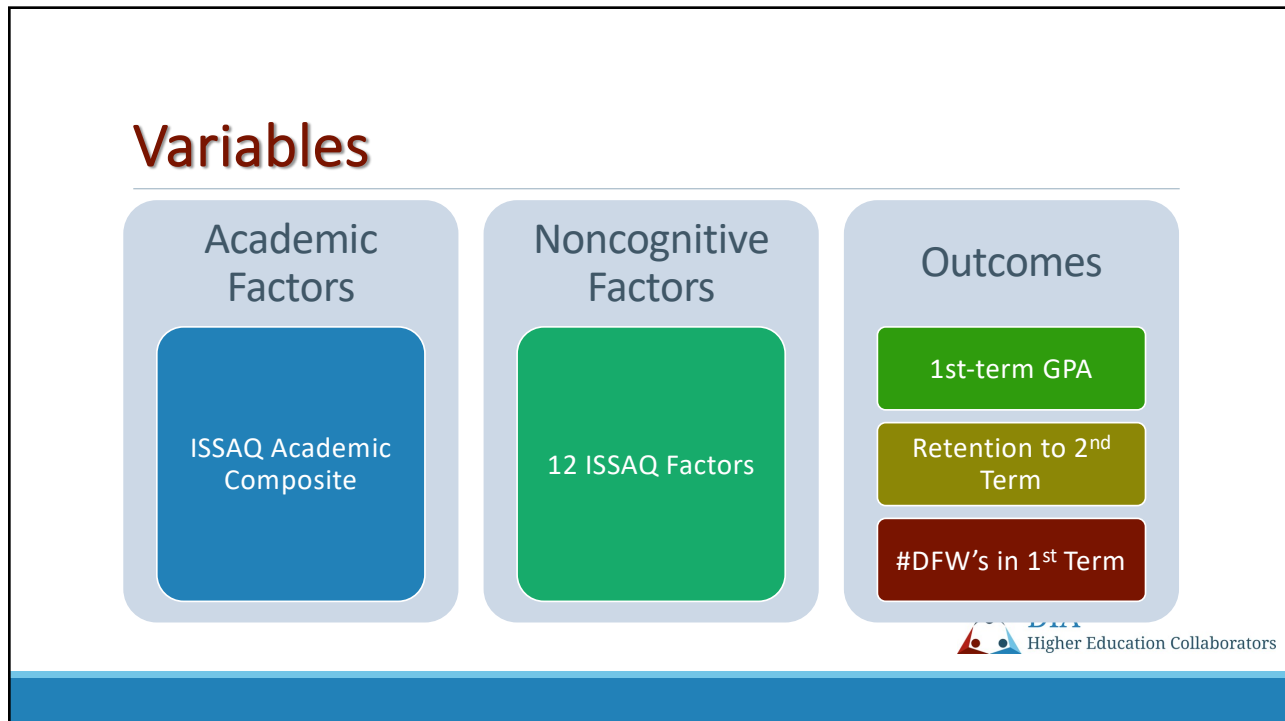 Variables
Academic
Factors
ISSAQ Academic
Composite
Noncognitive
Factors
12 ISSAQ Factors
Outcomes
1st-term GPA
Retention to 2nd
Term
#DFW's in 1st Term
DIA
Higher Education Collaborators